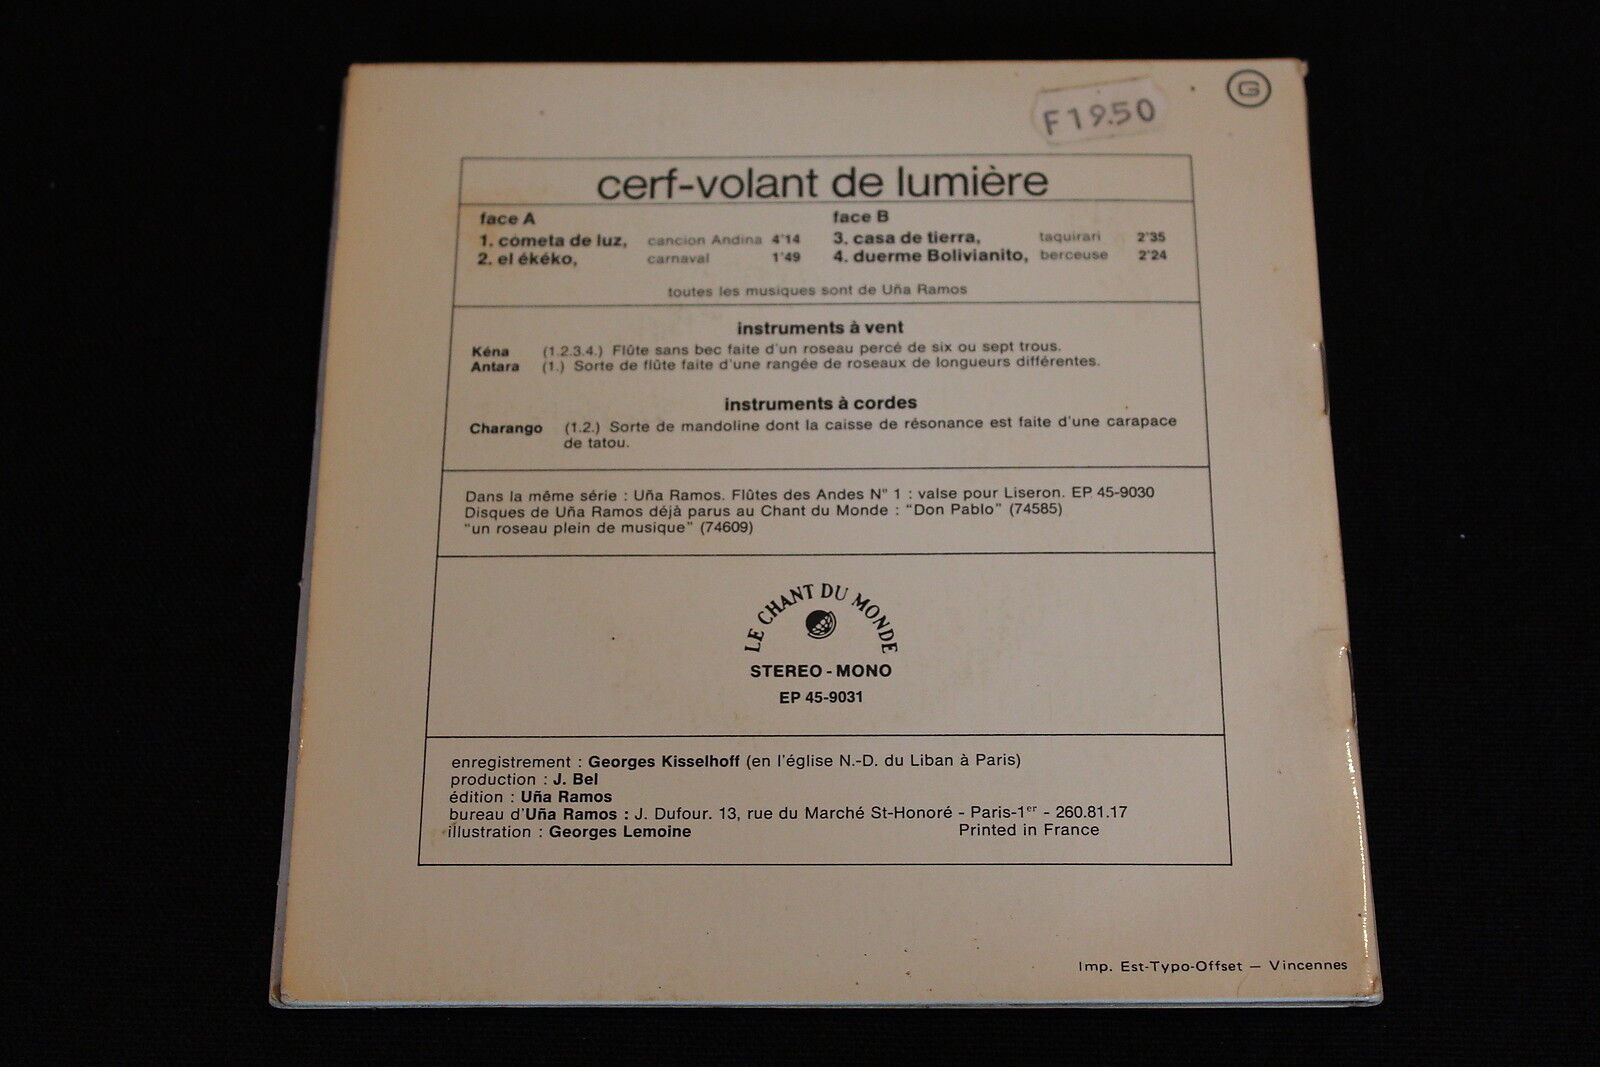 G
F19.50
cerf-volant de lumière
face A
1. cometa de luz, cancion Andina 4'14
2. el ékéko, carnaval 1'49
face B
3. casa de tierra, taquirari 2'35
4. duerme Bolivianito, berceuse 2'24
toutes les musiques sont de Uña Ramos
instruments à vent
Kéna (1.2.3.4.) Flûte sans bec faite d'un roseau percé de six ou sept trous.
Antara (1.) Sorte de flûte faite d'une rangée de roseaux de longueurs différentes.
instruments à cordes
Charango (1.2.) Sorte de mandoline dont la caisse de résonance est faite d'une carapace
de tatou.
Dans la même série : Uña Ramos. Flûtes des Andes N° 1 : valse pour Liseron. EP 45-9030
Disques de Uña Ramos déjà parus au Chant du Monde : "Don Pablo" (74585)
"un roseau plein de musique" (74609)
LE CHANT DU MONDE
STEREO - MONO
EP 45-9031
enregistrement : Georges Kisselhoff (en l'église N.-D. du Liban à Paris)
production : J. Bel
édition : Uña Ramos
bureau d'Uña Ramos : J. Dufour. 13, rue du Marché St-Honoré - Paris-1er - 260.81.17
illustration : Georges Lemoine Printed in France
Imp. Est-Typo-Offset — Vincennes